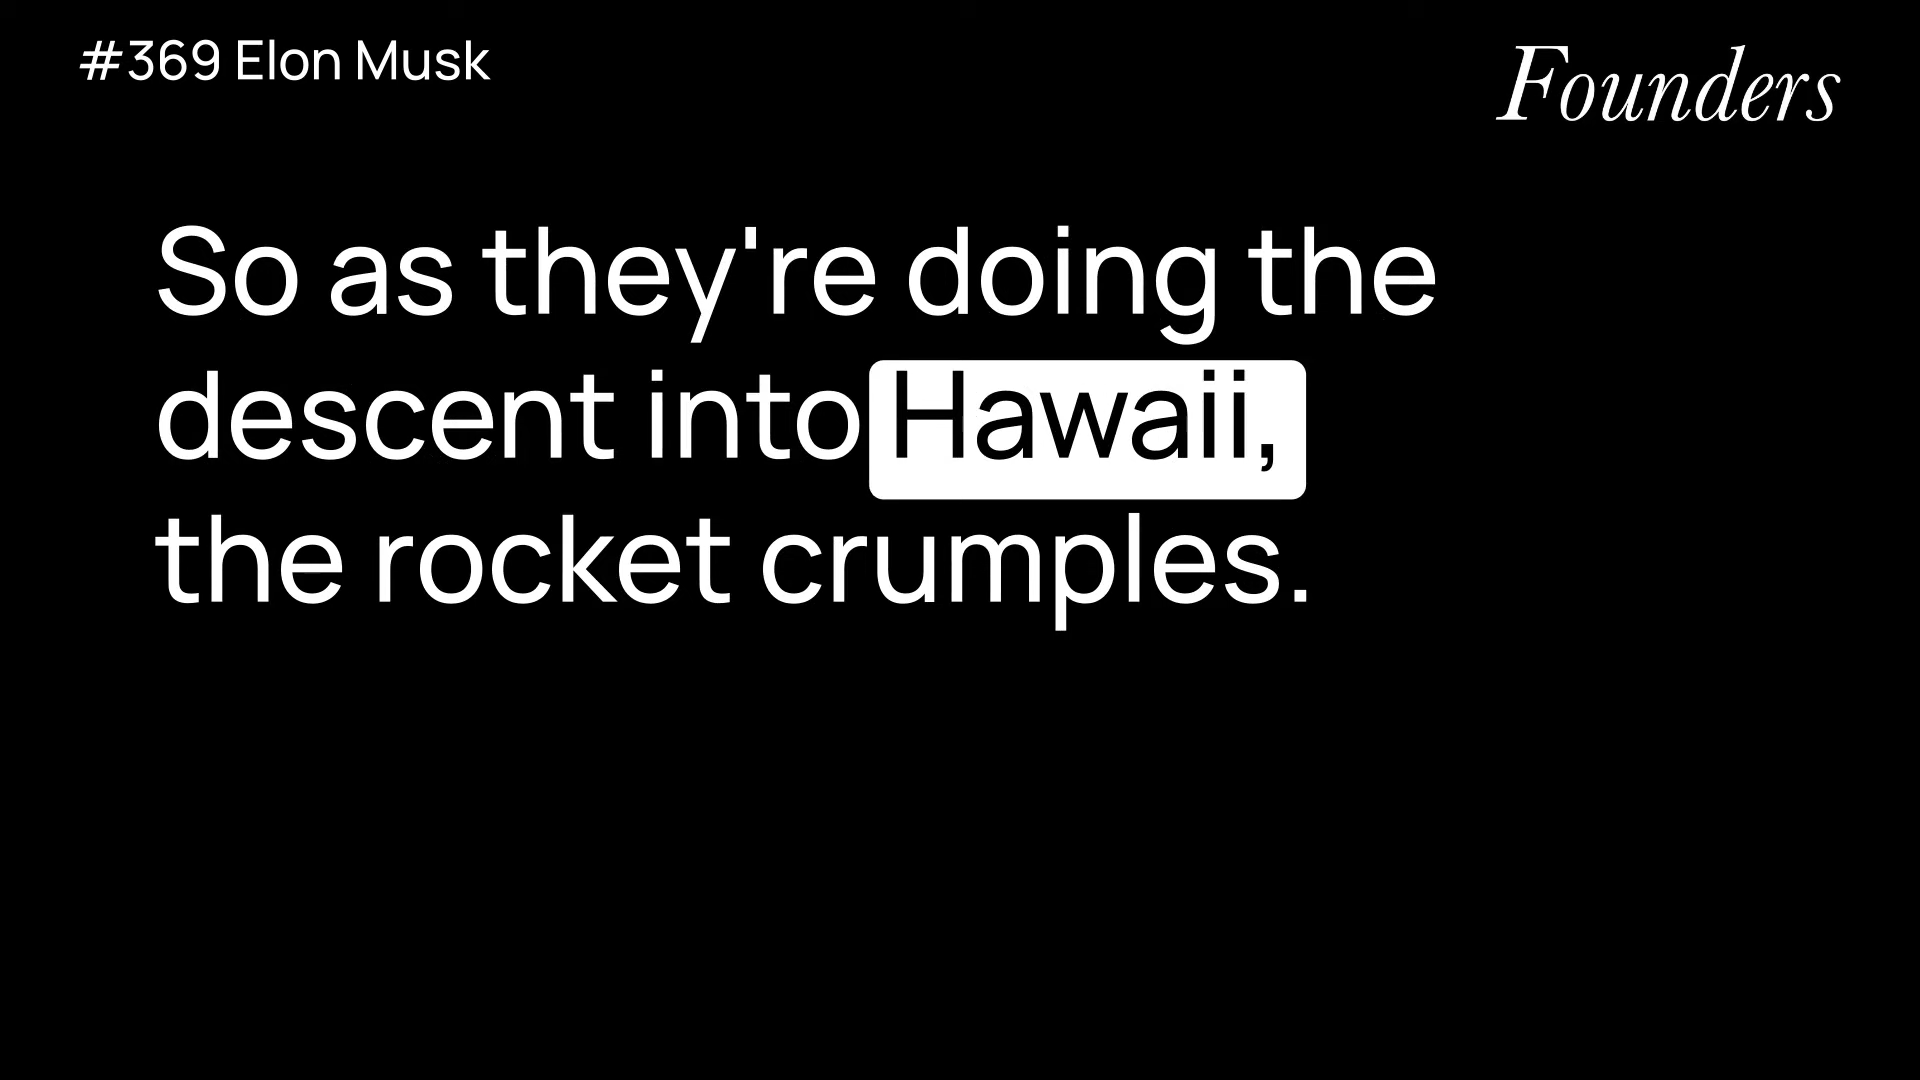 #369 Elon Musk
Founders
So as they're doing the
descent into Hawaii,
the rocket crumples.